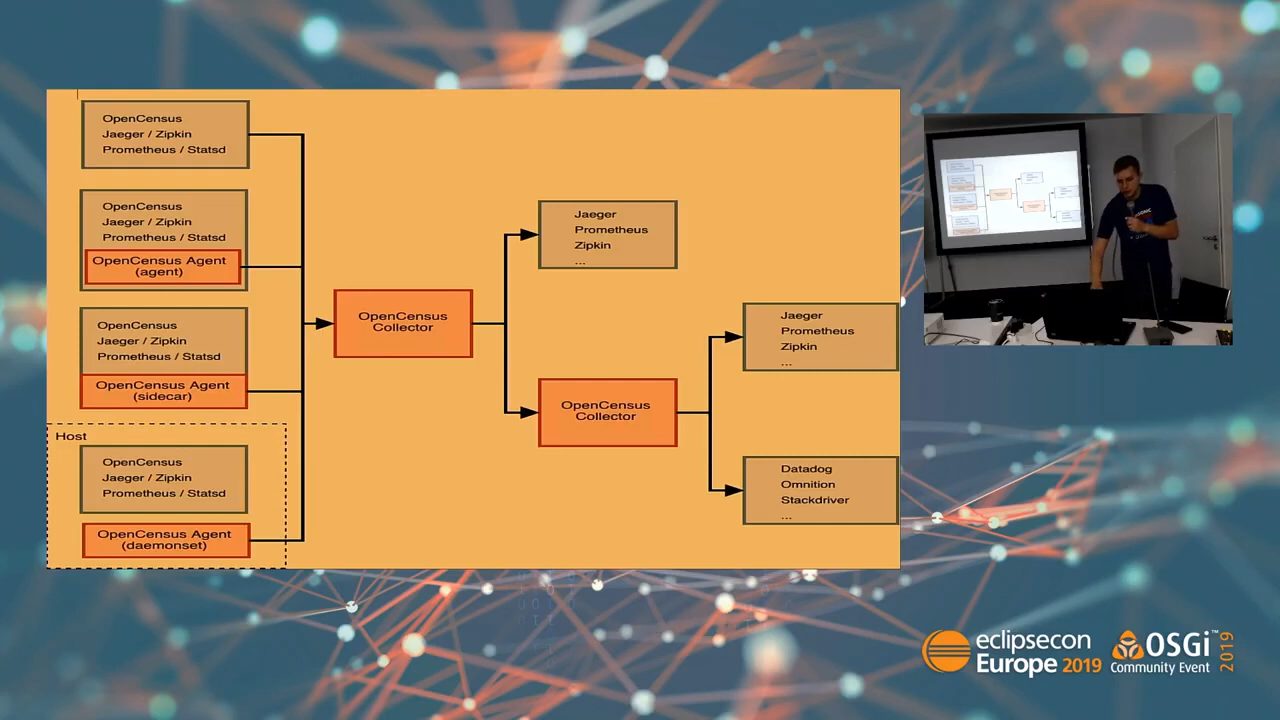 OpenCensus
Jaeger / Zipkin
Prometheus / Statsd
OpenCensus
Jaeger / Zipkin
Prometheus / Statsd
OpenCensus Agent
(agent)
OpenCensus
Jaeger / Zipkin
Prometheus / Statsd
OpenCensus Agent
(sidecar)
Host
OpenCensus
Jaeger / Zipkin
Prometheus / Statsd
OpenCensus Agent
(daemonset)
OpenCensus
Collector
Jaeger
Prometheus
Zipkin
...
OpenCensus
Collector
Jaeger
Prometheus
Zipkin
...
Datadog
Omnition
Stackdriver
...
eclipsecon
Europe 2019
OSGi™
Community Event
2019